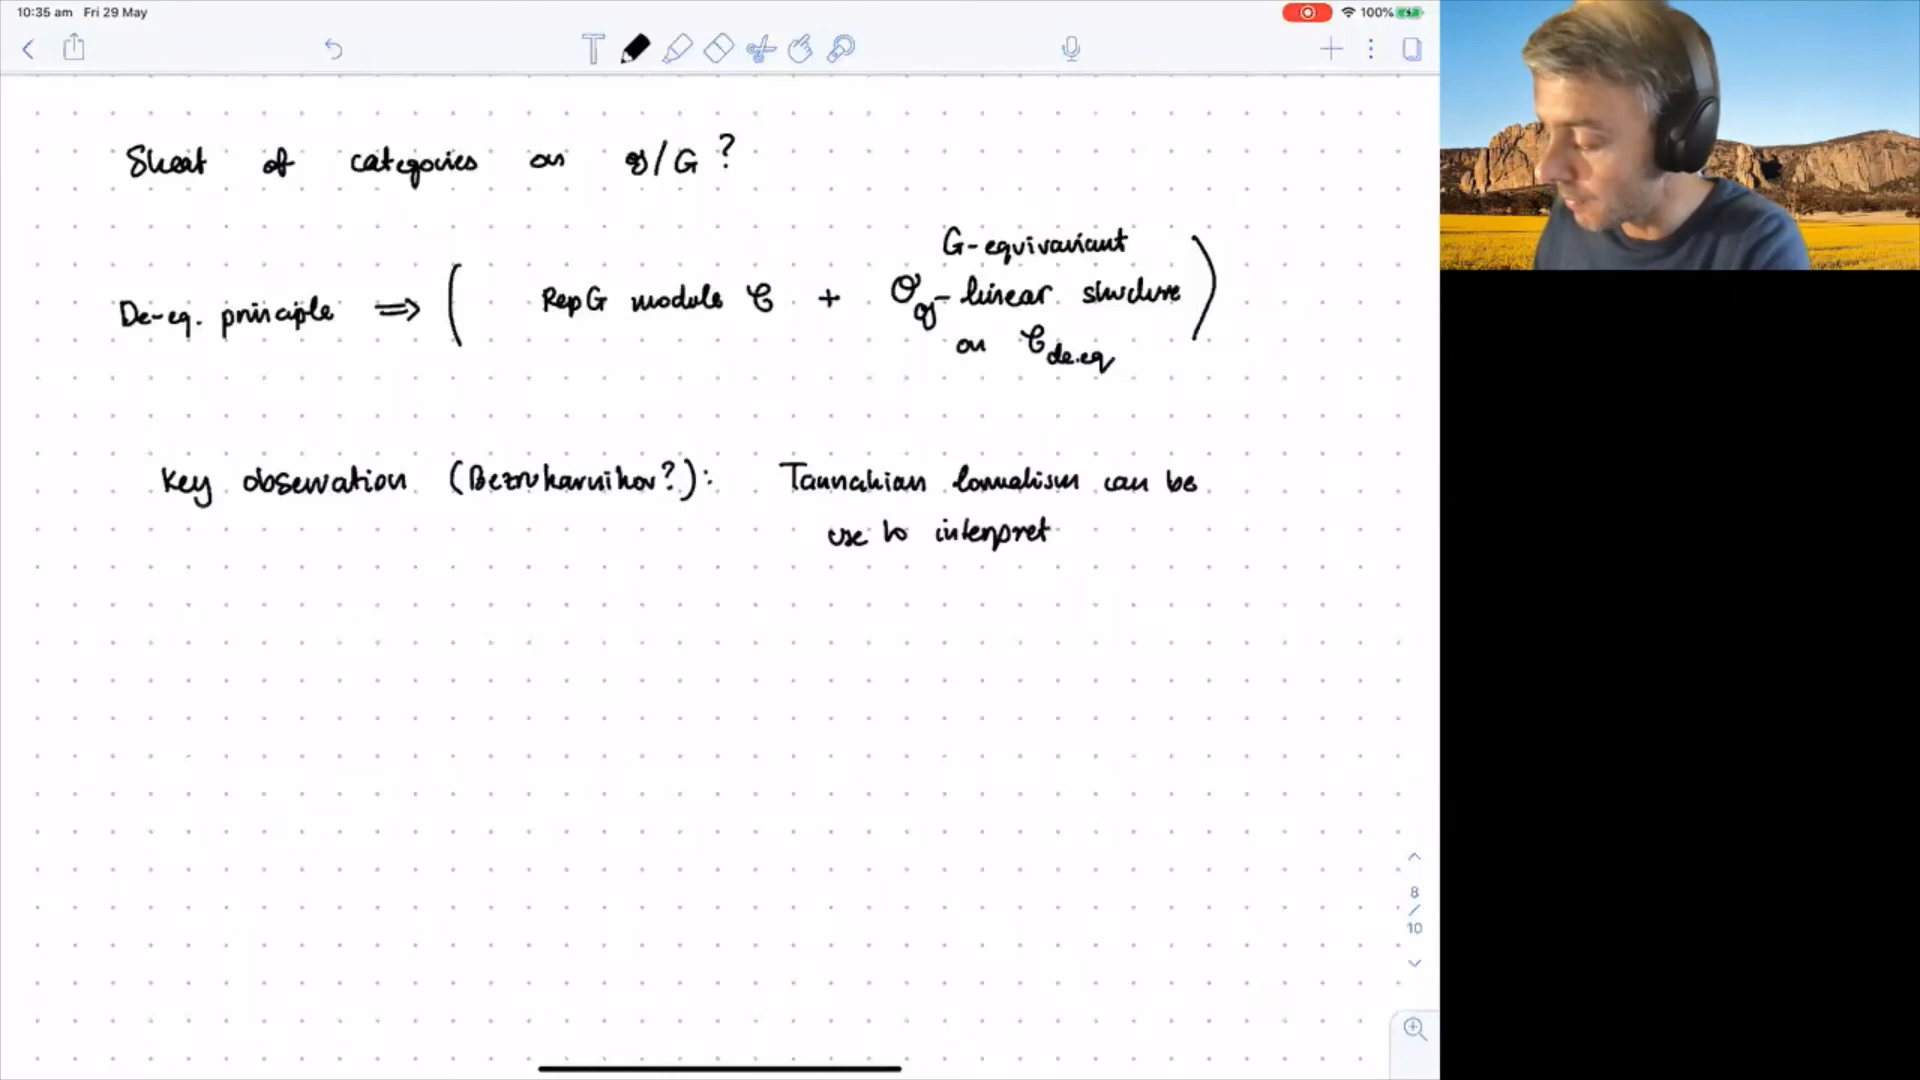 10:35 am Fri 29 May
100%
Sheaf of categories on 𝔤/G ?
G-equivariant
De-eq. principle ⇒ ( Rep G module 𝒞 + 𝒪_𝔤-linear structure )
on 𝒞_de.eq
Key observation (Bezrukavnikov?): Tannakian formalism can be
use to interpret
8
/
10